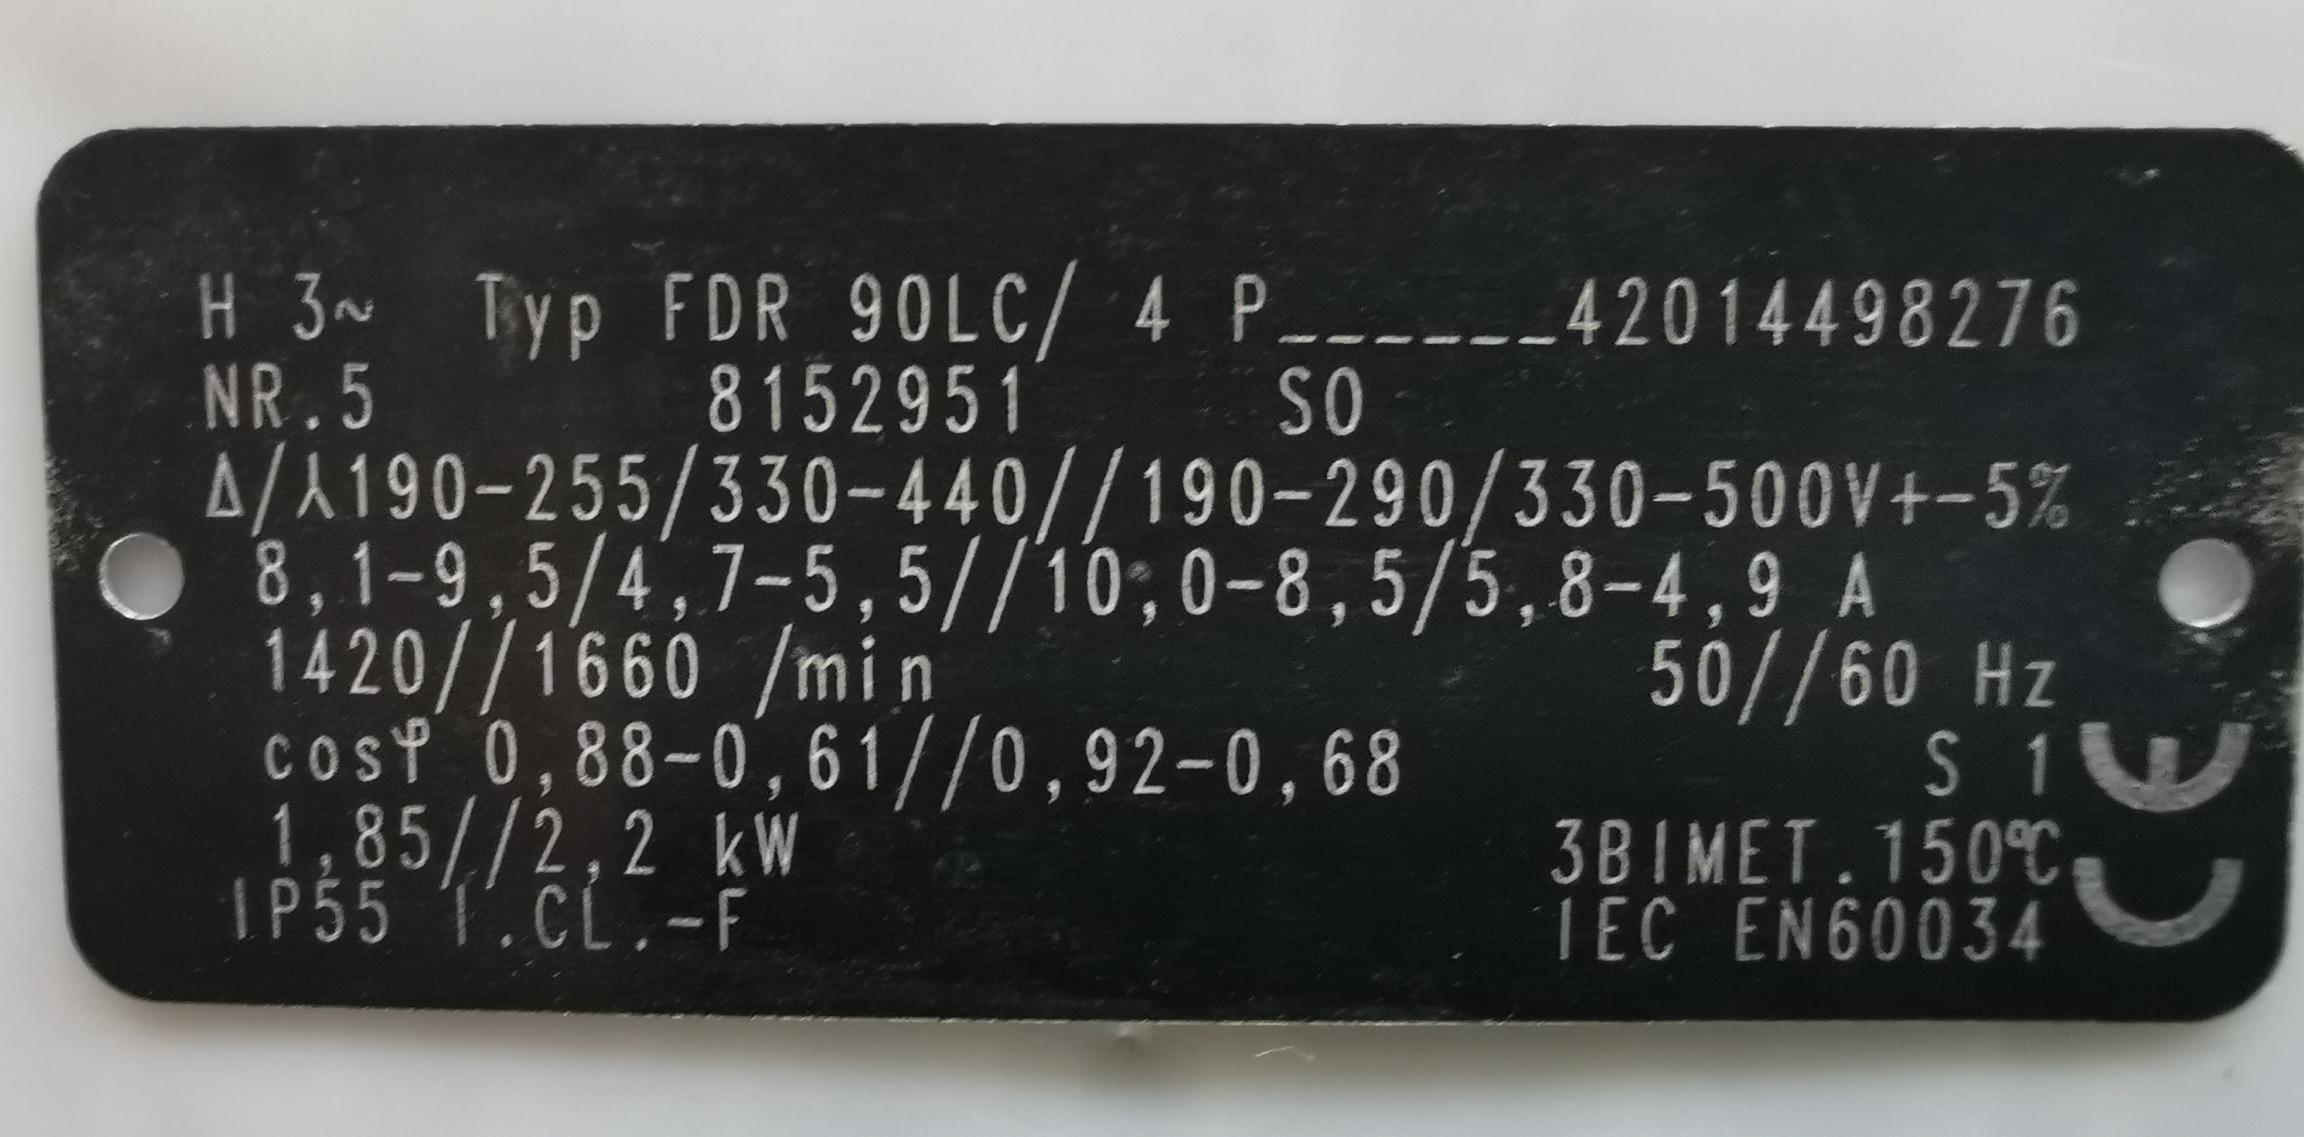 H 3~ Typ FDR 90LC/ 4 P______42014498276
NR.5 8152951 SO
Δ/⅄190-255/330-440//190-290/330-500V+-5%
8,1-9,5/4,7-5,5//10,0-8,5/5,8-4,9 A
1420//1660 /min 50//60 Hz
cosφ 0,88-0,61//0,92-0,68 S 1
1,85//2,2 kW 3BIMET.150°C
IP55 I.CL.-F IEC EN60034
CE